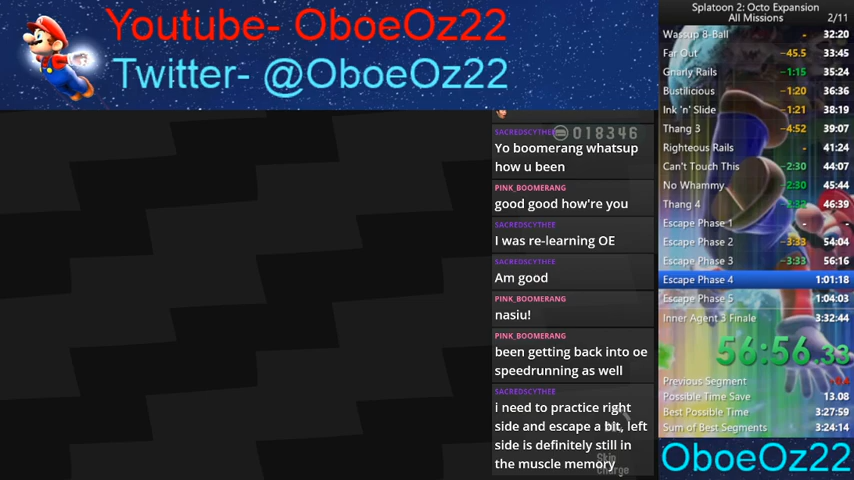 Youtube- OboeOz22
Twitter- @OboeOz22
018346
SACREDSCYTHEE
Yo boomerang whatsup
how u been
PINK_BOOMERANG
good good how're you
SACREDSCYTHEE
I was re-learning OE
SACREDSCYTHEE
Am good
PINK_BOOMERANG
nasiu!
PINK_BOOMERANG
been getting back into oe
speedrunning as well
SACREDSCYTHEE
i need to practice right
side and escape a bit, left
side is definitely still in
the muscle memory
Skip
Charge
Splatoon 2: Octo Expansion
All Missions 2/11
Wassup 8-Ball - 32:20
Far Out -45.5 33:45
Gnarly Rails -1:15 35:24
Bustilicious -1:20 36:36
Ink 'n' Slide -1:21 38:19
Thang 3 -4:52 39:07
Righteous Rails - 41:24
Can't Touch This -2:30 44:07
No Whammy -2:30 45:44
Thang 4 -2:32 46:39
Escape Phase 1 - -
Escape Phase 2 -3:33 54:04
Escape Phase 3 -3:33 56:16
Escape Phase 4 1:01:18
Escape Phase 5 1:04:03
Inner Agent 3 Finale 3:32:44
56:56.33
Previous Segment
Possible Time Save 13.08
Best Possible Time 3:27:59
Sum of Best Segments 3:24:14
OboeOz22